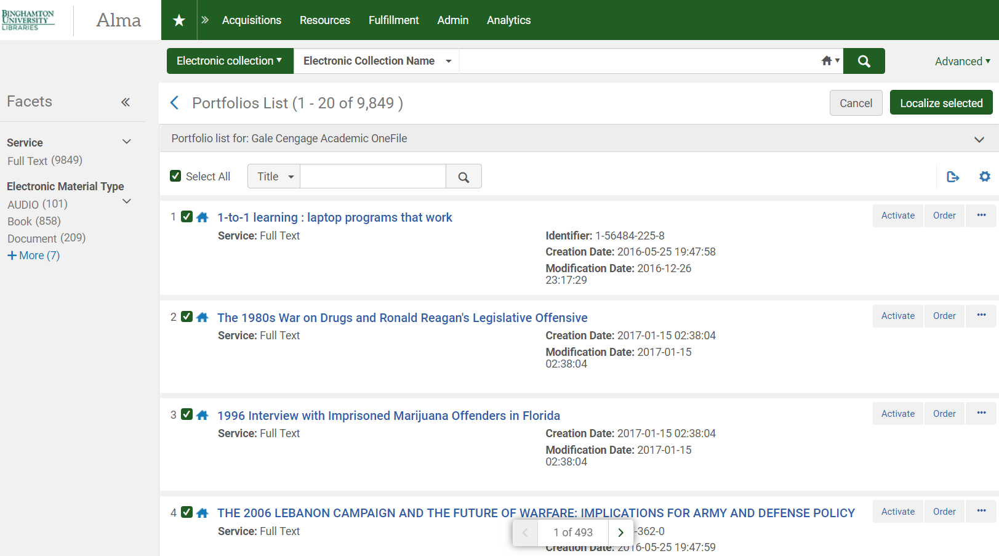 BINGHAMTON
UNIVERSITY
LIBRARIES
Alma
Acquisitions Resources Fulfillment Admin Analytics
Electronic collection Electronic Collection Name Advanced
Facets
Service
Full Text (9849)
Electronic Material Type
AUDIO (101)
Book (858)
Document (209)
+ More (7)
Portfolios List (1 - 20 of 9,849 ) Cancel Localize selected
Portfolio list for: Gale Cengage Academic OneFile
Select All Title
1 1-to-1 learning : laptop programs that work Activate Order ...
Service: Full Text Identifier: 1-56484-225-8
Creation Date: 2016-05-25 19:47:58
Modification Date: 2016-12-26
23:17:29
2 The 1980s War on Drugs and Ronald Reagan's Legislative Offensive Activate Order ...
Service: Full Text Creation Date: 2017-01-15 02:38:04
Modification Date: 2017-01-15
02:38:04
3 1996 Interview with Imprisoned Marijuana Offenders in Florida Activate Order ...
Service: Full Text Creation Date: 2017-01-15 02:38:04
Modification Date: 2017-01-15
02:38:04
4 THE 2006 LEBANON CAMPAIGN AND THE FUTURE OF WARFARE: IMPLICATIONS FOR ARMY AND DEFENSE POLICY Activate Order ...
Service: Full Text -362-0
1 of 493
Creation Date: 2016-05-25 19:47:59